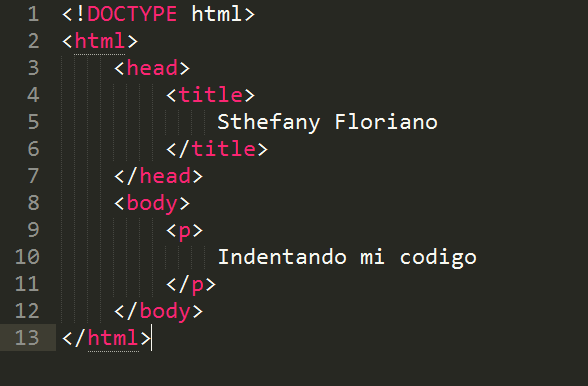 1 <!DOCTYPE html>
2 <html>
3     <head>
4         <title>
5             Sthefany Floriano
6         </title>
7     </head>
8     <body>
9         <p>
10             Indentando mi codigo
11         </p>
12     </body>
13 </html>